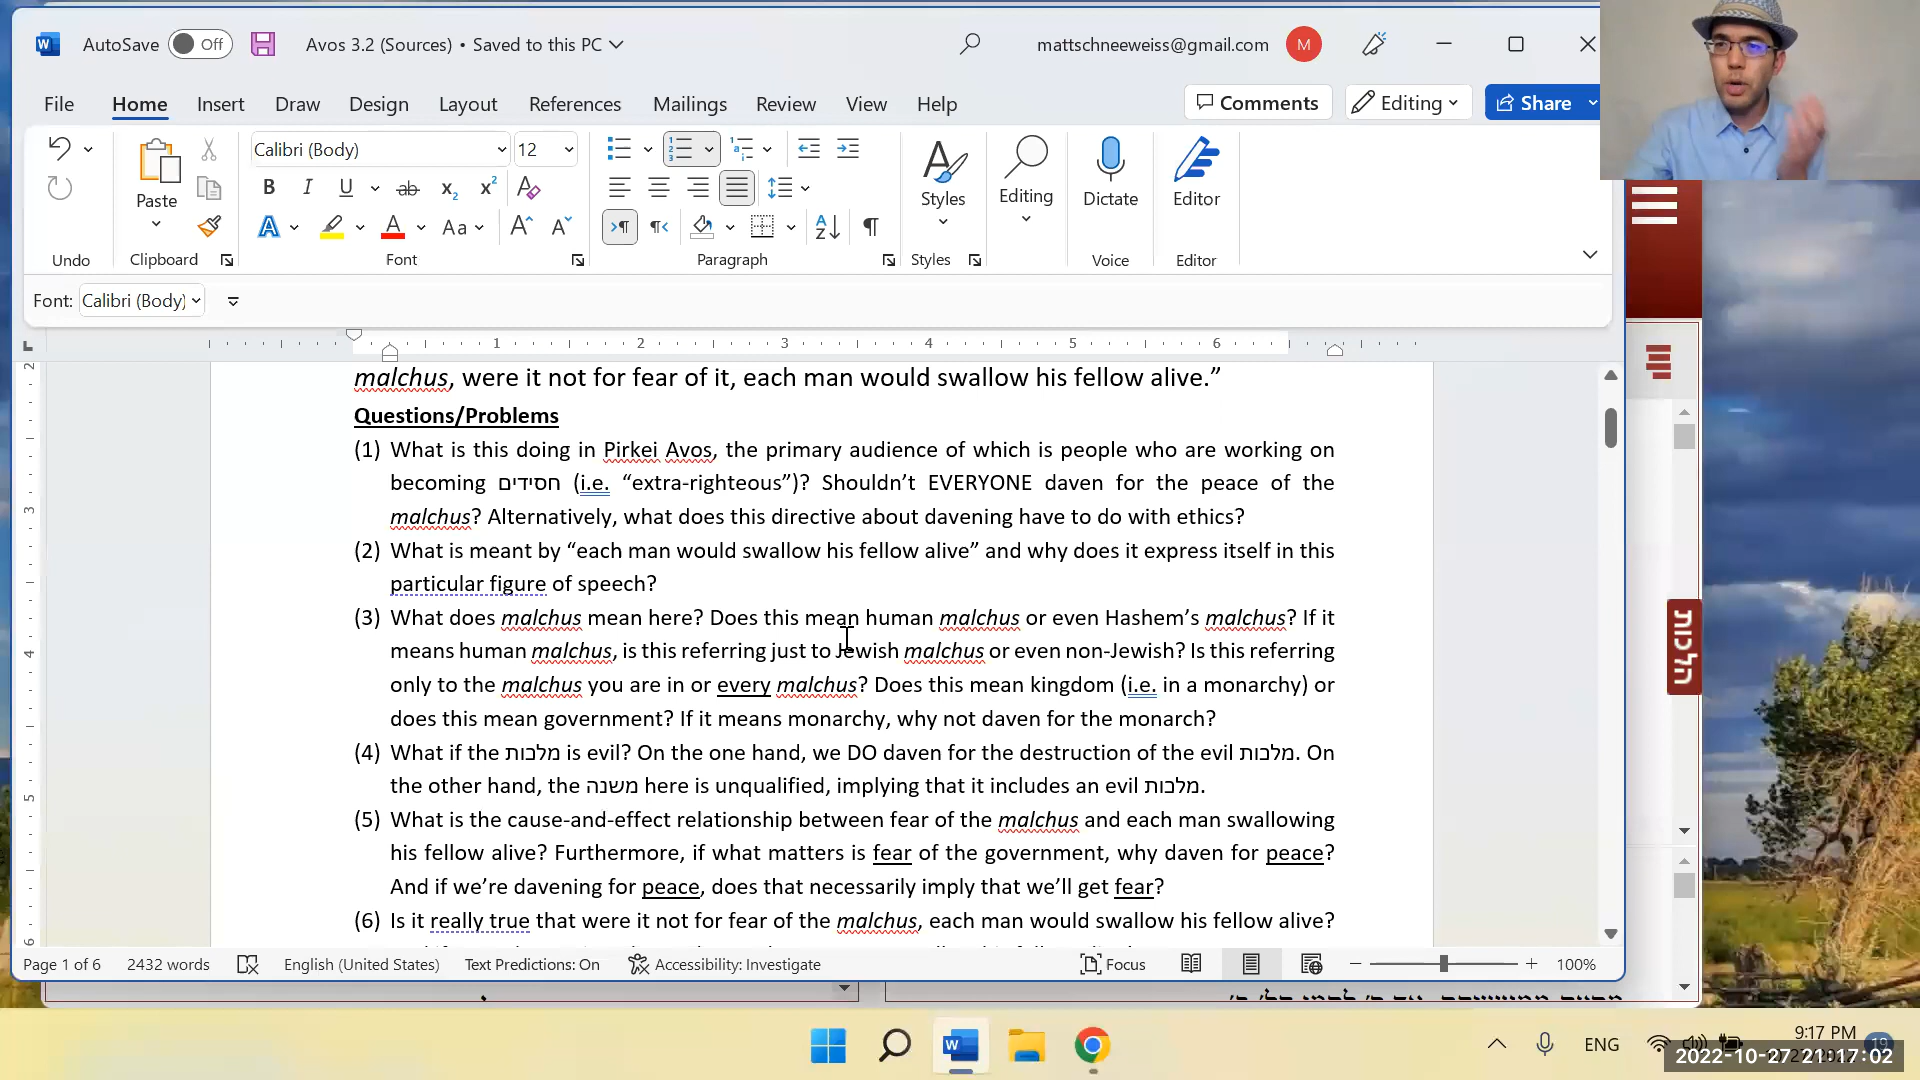 AutoSave Off Avos 3.2 (Sources) • Saved to this PC mattschneeweiss@gmail.com M
File Home Insert Draw Design Layout References Mailings Review View Help Comments Editing Share
Calibri (Body) 12
Paste Styles Editing Dictate Editor
Undo Clipboard Font Paragraph Styles Voice Editor
Font: Calibri (Body)
1 2 3 4 5 6
malchus, were it not for fear of it, each man would swallow his fellow alive.”
Questions/Problems
(1) What is this doing in Pirkei Avos, the primary audience of which is people who are working on
becoming חסידים (i.e. “extra-righteous”)? Shouldn’t EVERYONE daven for the peace of the
malchus? Alternatively, what does this directive about davening have to do with ethics?
(2) What is meant by “each man would swallow his fellow alive” and why does it express itself in this
particular figure of speech?
(3) What does malchus mean here? Does this mean human malchus or even Hashem’s malchus? If it
means human malchus, is this referring just to Jewish malchus or even non-Jewish? Is this referring
only to the malchus you are in or every malchus? Does this mean kingdom (i.e. in a monarchy) or
does this mean government? If it means monarchy, why not daven for the monarch?
(4) What if the מלכות is evil? On the one hand, we DO daven for the destruction of the evil מלכות. On
the other hand, the משנה here is unqualified, implying that it includes an evil מלכות.
(5) What is the cause-and-effect relationship between fear of the malchus and each man swallowing
his fellow alive? Furthermore, if what matters is fear of the government, why daven for peace?
And if we’re davening for peace, does that necessarily imply that we’ll get fear?
(6) Is it really true that were it not for fear of the malchus, each man would swallow his fellow alive?
הלכות
Page 1 of 6 2432 words English (United States) Text Predictions: On Accessibility: Investigate Focus 100%
ENG 9:17 PM 19
2022-10-27 21:17:02